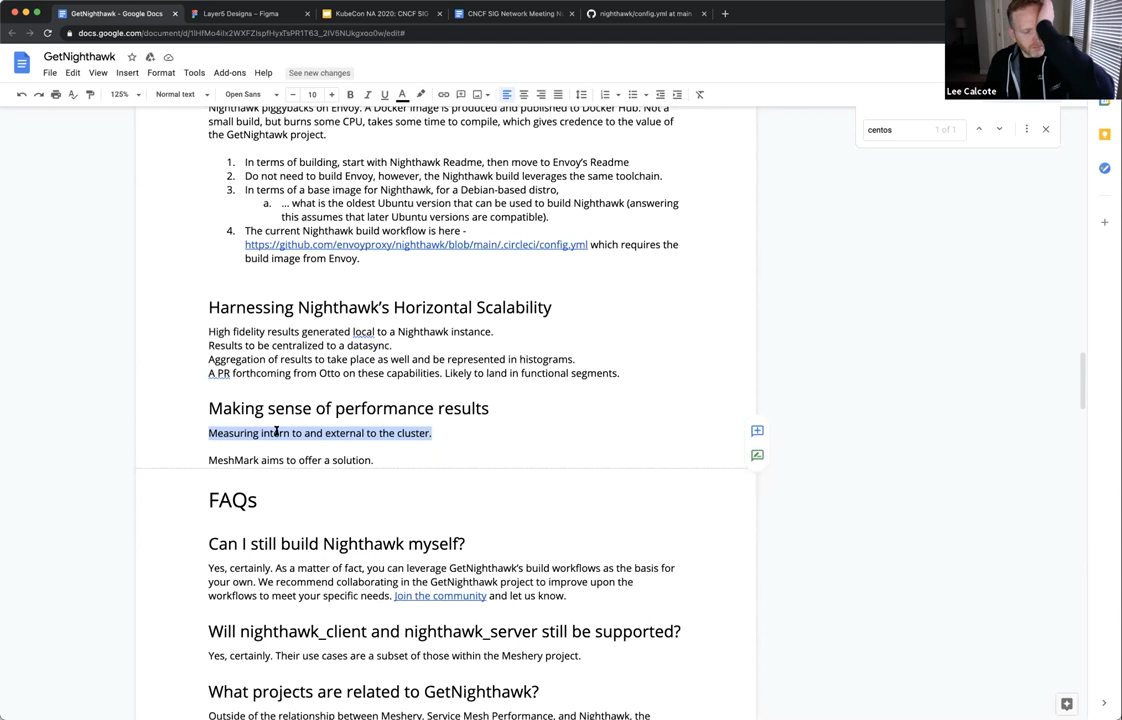 GetNighthawk - Google Docs
Layer5 Designs – Figma
KubeCon NA 2020: CNCF SIG
CNCF SIG Network Meeting N
nighthawk/config.yml at main
docs.google.com/document/d/
Lee Calcote
GetNighthawk
File Edit View Insert Format Tools Add-ons Help See new changes
125% Normal text Open Sans 10
centos 1 of 1
Nighthawk piggybacks on Envoy. A Docker image is produced and published to Docker Hub. Not a
small build, but burns some CPU, takes some time to compile, which gives credence to the value of
the GetNightawk project.
1. In terms of building, start with Nighthawk Readme, then move to Envoy's Readme
2. Do not need to build Envoy, however, the Nighthawk build leverages the same toolchain.
3. In terms of a base image for Nighthawk, for a Debian-based distro,
a. ... what is the oldest Ubuntu version that can be used to build Nighthawk (answering
this assumes that later Ubuntu versions are compatible).
4. The current Nighthawk build workflow is here -
https://github.com/envoyproxy/nighthawk/blob/main/.circleci/config.yml which requires the
build image from Envoy.
Harnessing Nighthawk's Horizontal Scalability
High fidelity results generated local to a Nighthawk instance.
Results to be centralized to a datasync.
Aggregation of results to take place as well and be represented in histograms.
A PR forthcoming from Otto on these capabilities. Likely to land in functional segments.
Making sense of performance results
Measuring intern to and external to the cluster.
MeshMark aims to offer a solution.
FAQs
Can I still build Nighthawk myself?
Yes, certainly. As a matter of fact, you can leverage GetNighthawk's build workflows as the basis for
your own. We recommend collaborating in the GetNighthawk project to improve upon the
workflows to meet your specific needs. Join the community and let us know.
Will nighthawk_client and nighthawk_server still be supported?
Yes, certainly. Their use cases are a subset of those within the Meshery project.
What projects are related to GetNighthawk?
Outside of the relationship between Meshery, Service Mesh Performance, and Nighthawk, the